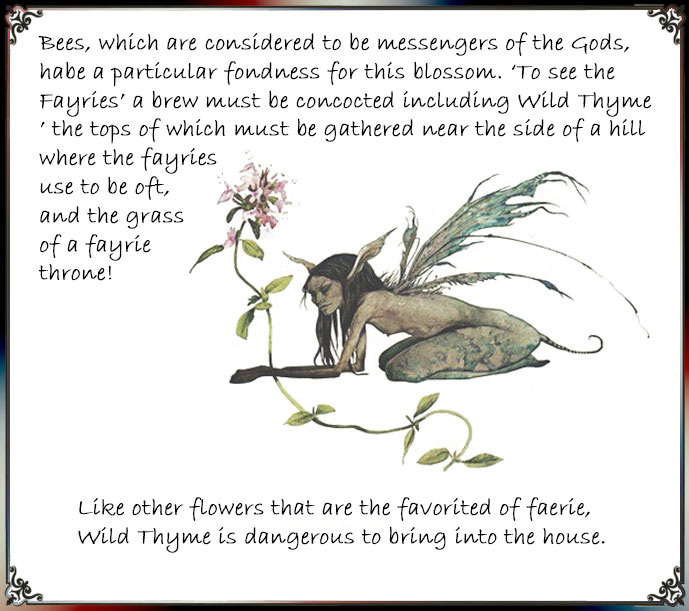 Bees, which are considered to be messengers of the Gods,
habe a particular fondness for this blossom. ‘To see the
Fayries’ a brew must be concocted including Wild Thyme
’ the tops of which must be gathered near the side of a hill
where the fayries
use to be oft,
and the grass
of a fayrie
throne!
Like other flowers that are the favorited of faerie,
Wild Thyme is dangerous to bring into the house.